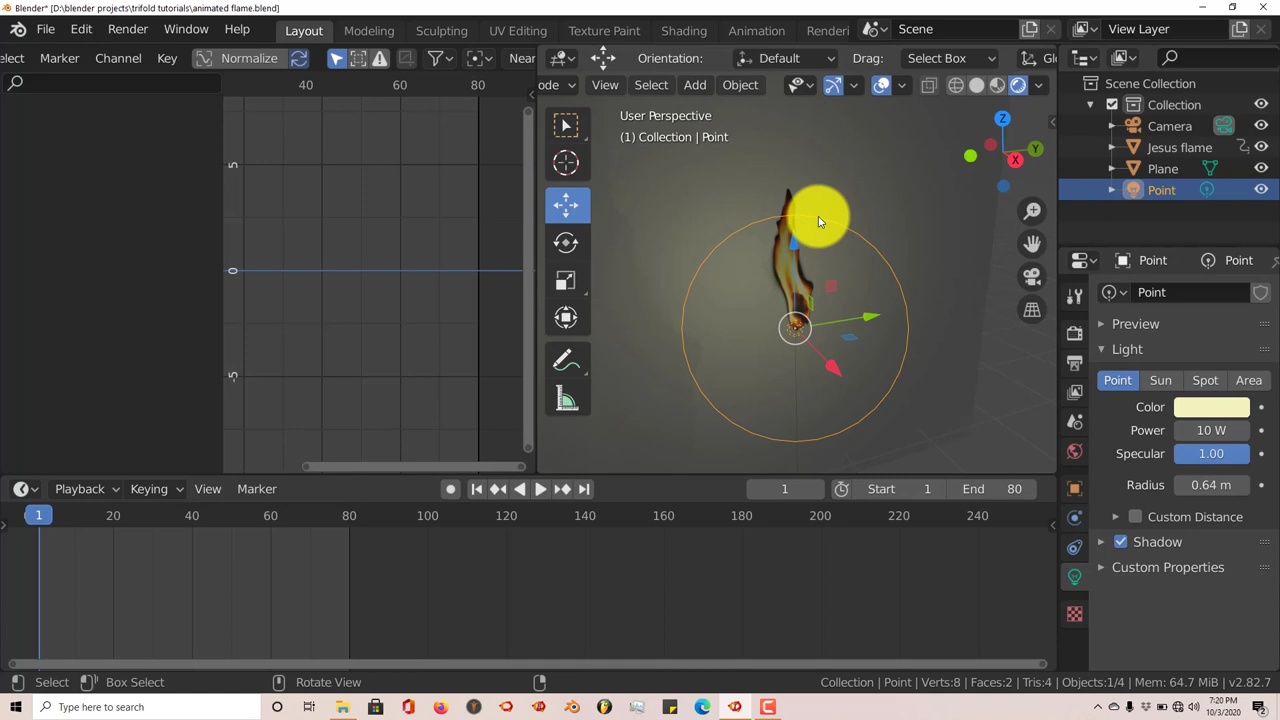 Blender* [D:\blender projects\trifold tutorials\animated flame.blend]
File Edit Render Window Help Layout Modeling Sculpting UV Editing Texture Paint Shading Animation Renderi Scene View Layer
elect Marker Channel Key Normalize Nea Orientation: Default Drag: Select Box Gl
40 60 80 ode View Select Add Object
Scene Collection
Collection
Camera
Jesus flame
Plane
Point
User Perspective
(1) Collection | Point
Z
Y
X
5
0
-5
Point Point
Point
Preview
Light
Point Sun Spot Area
Color
Power 10 W
Specular 1.00
Radius 0.64 m
Custom Distance
Shadow
Custom Properties
Playback Keying View Marker 1 Start 1 End 80
1 20 40 60 80 100 120 140 160 180 200 220 240
Select Box Select Rotate View Collection | Point | Verts:8 | Faces:2 | Tris:4 | Objects:1/4 | Mem: 64.7 MiB | v2.82.7
Type here to search
7:20 PM
10/3/2020
2